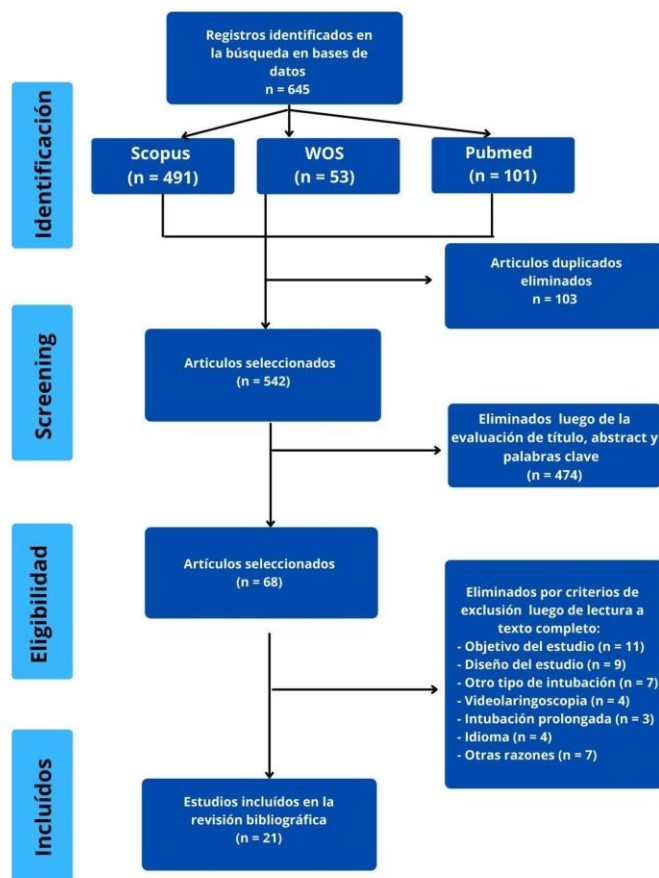 Identificación
Registros identificados en
la búsqueda en bases de
datos
n = 645
Scopus
(n = 491)
WOS
(n = 53)
Pubmed
(n = 101)
Articulos duplicados
eliminados
n = 103
Screening
Articulos seleccionados
(n = 542)
Eliminados luego de la
evaluación de título, abstract y
palabras clave
(n = 474)
Eligibilidad
Artículos seleccionados
(n = 68)
Eliminados por criterios de
exclusión luego de lectura a
texto completo:
- Objetivo del estudio (n = 11)
- Diseño del estudio (n = 9)
- Otro tipo de intubación (n = 7)
- Videolaringoscopia (n = 4)
- Intubación prolongada (n = 3)
- Idioma (n = 4)
- Otras razones (n = 7)
Incluídos
Estudios incluídos en la
revisión bibliográfica
(n = 21)